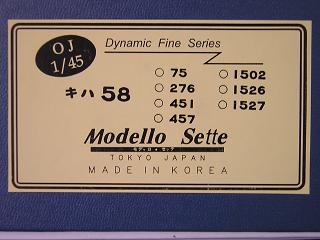 OJ
1/45
Dynamic Fine Series
キハ 58
75
276
451
457
1502
1526
1527
Modello Sette
モデロ・セッテ
TOKYO JAPAN
MADE IN KOREA